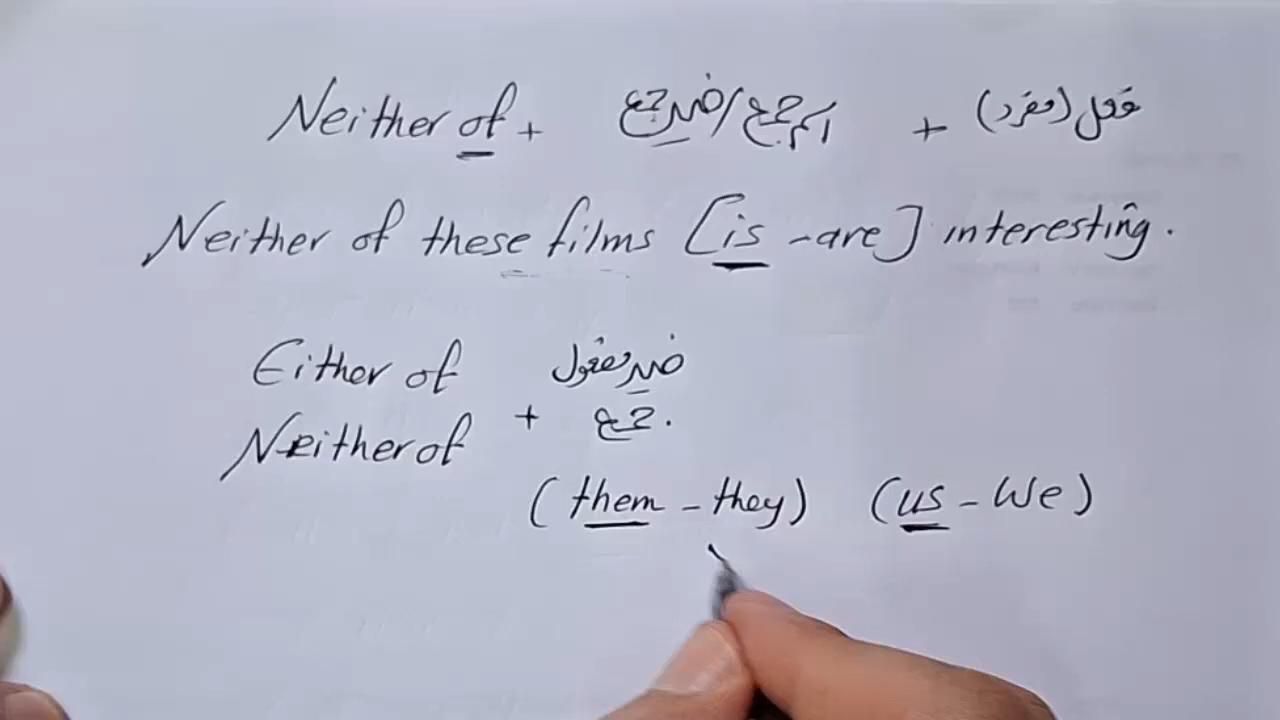 Neither of + اسم جمع/ضمير جمع + فعل (مفرد)
Neither of these films [is - are] interesting.
Either of
Neither of
+ ضمير مفعول
جمع.
(them - they) (us - We)